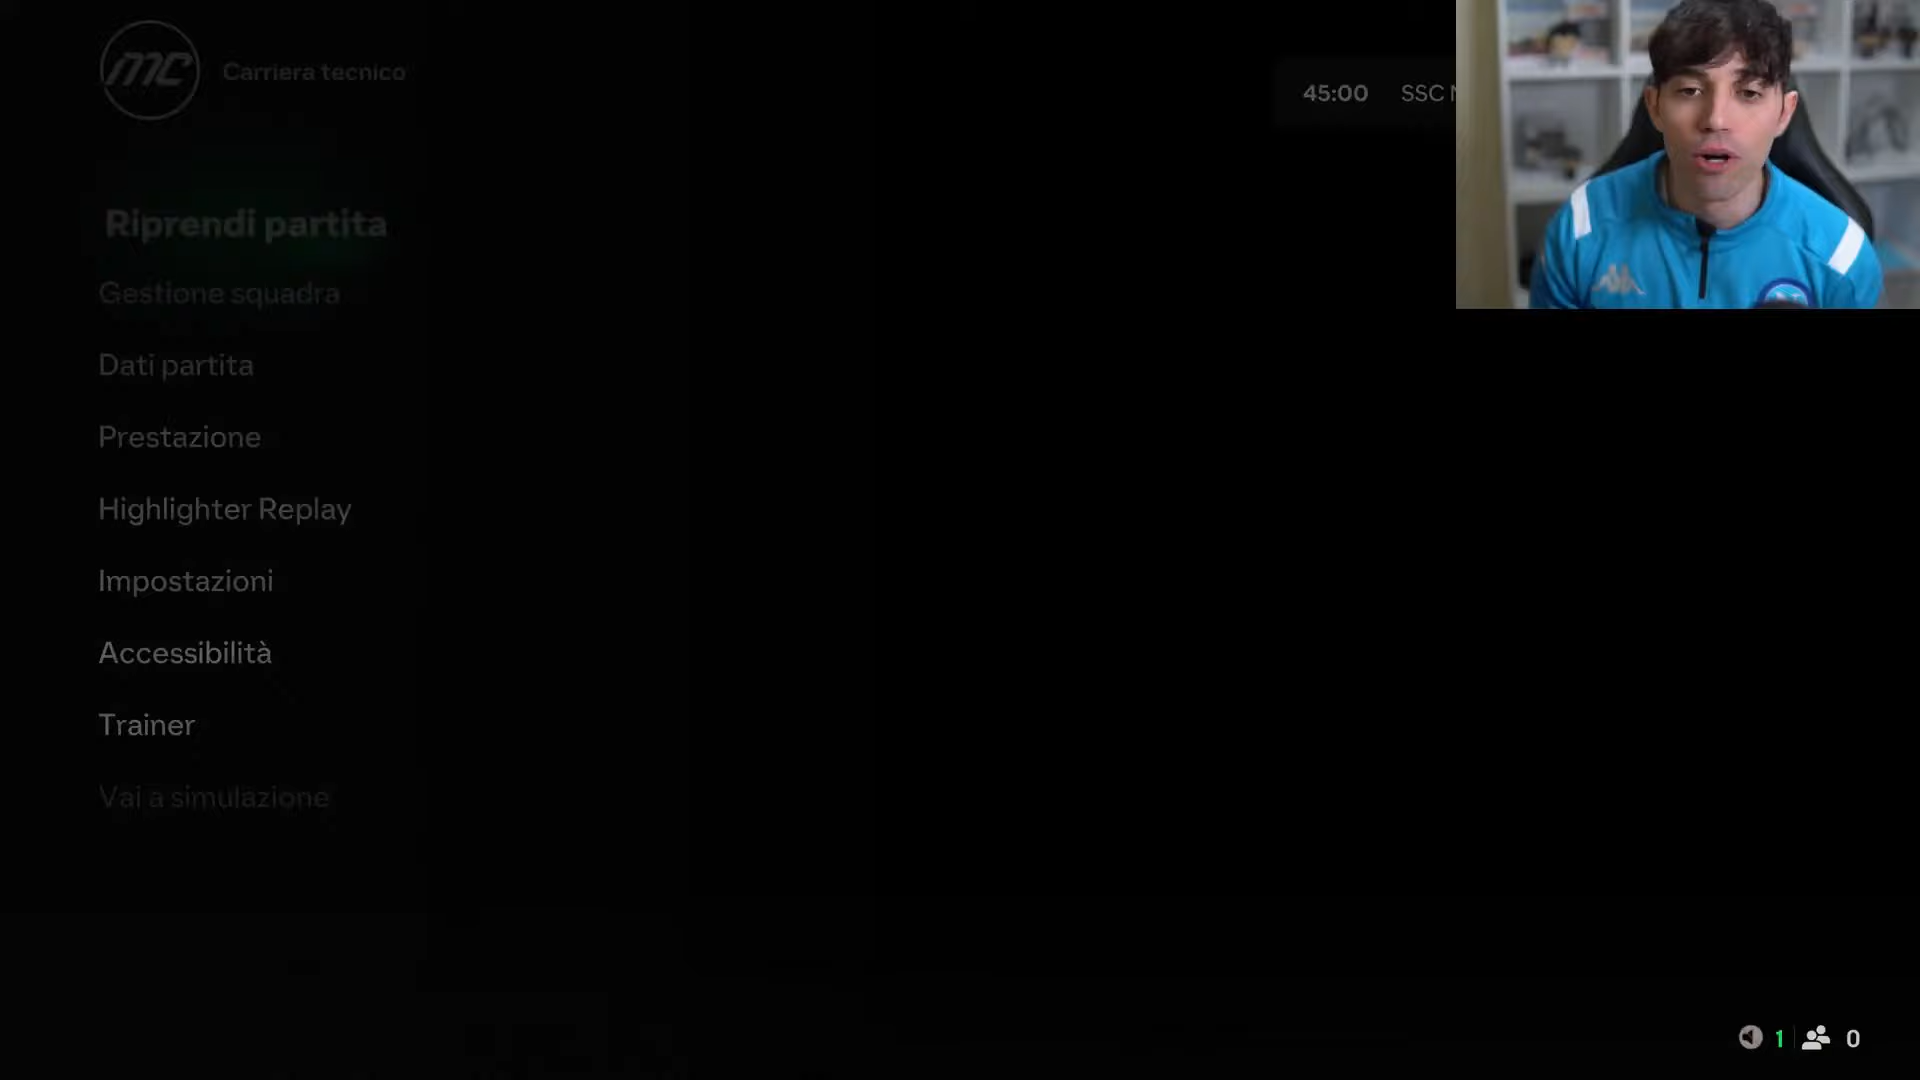 MC
Carriera tecnico
45:00 SSC
Riprendi partita
Gestione squadra
Dati partita
Prestazione
Highlighter Replay
Impostazioni
Accessibilità
Trainer
Vai a simulazione
1 0